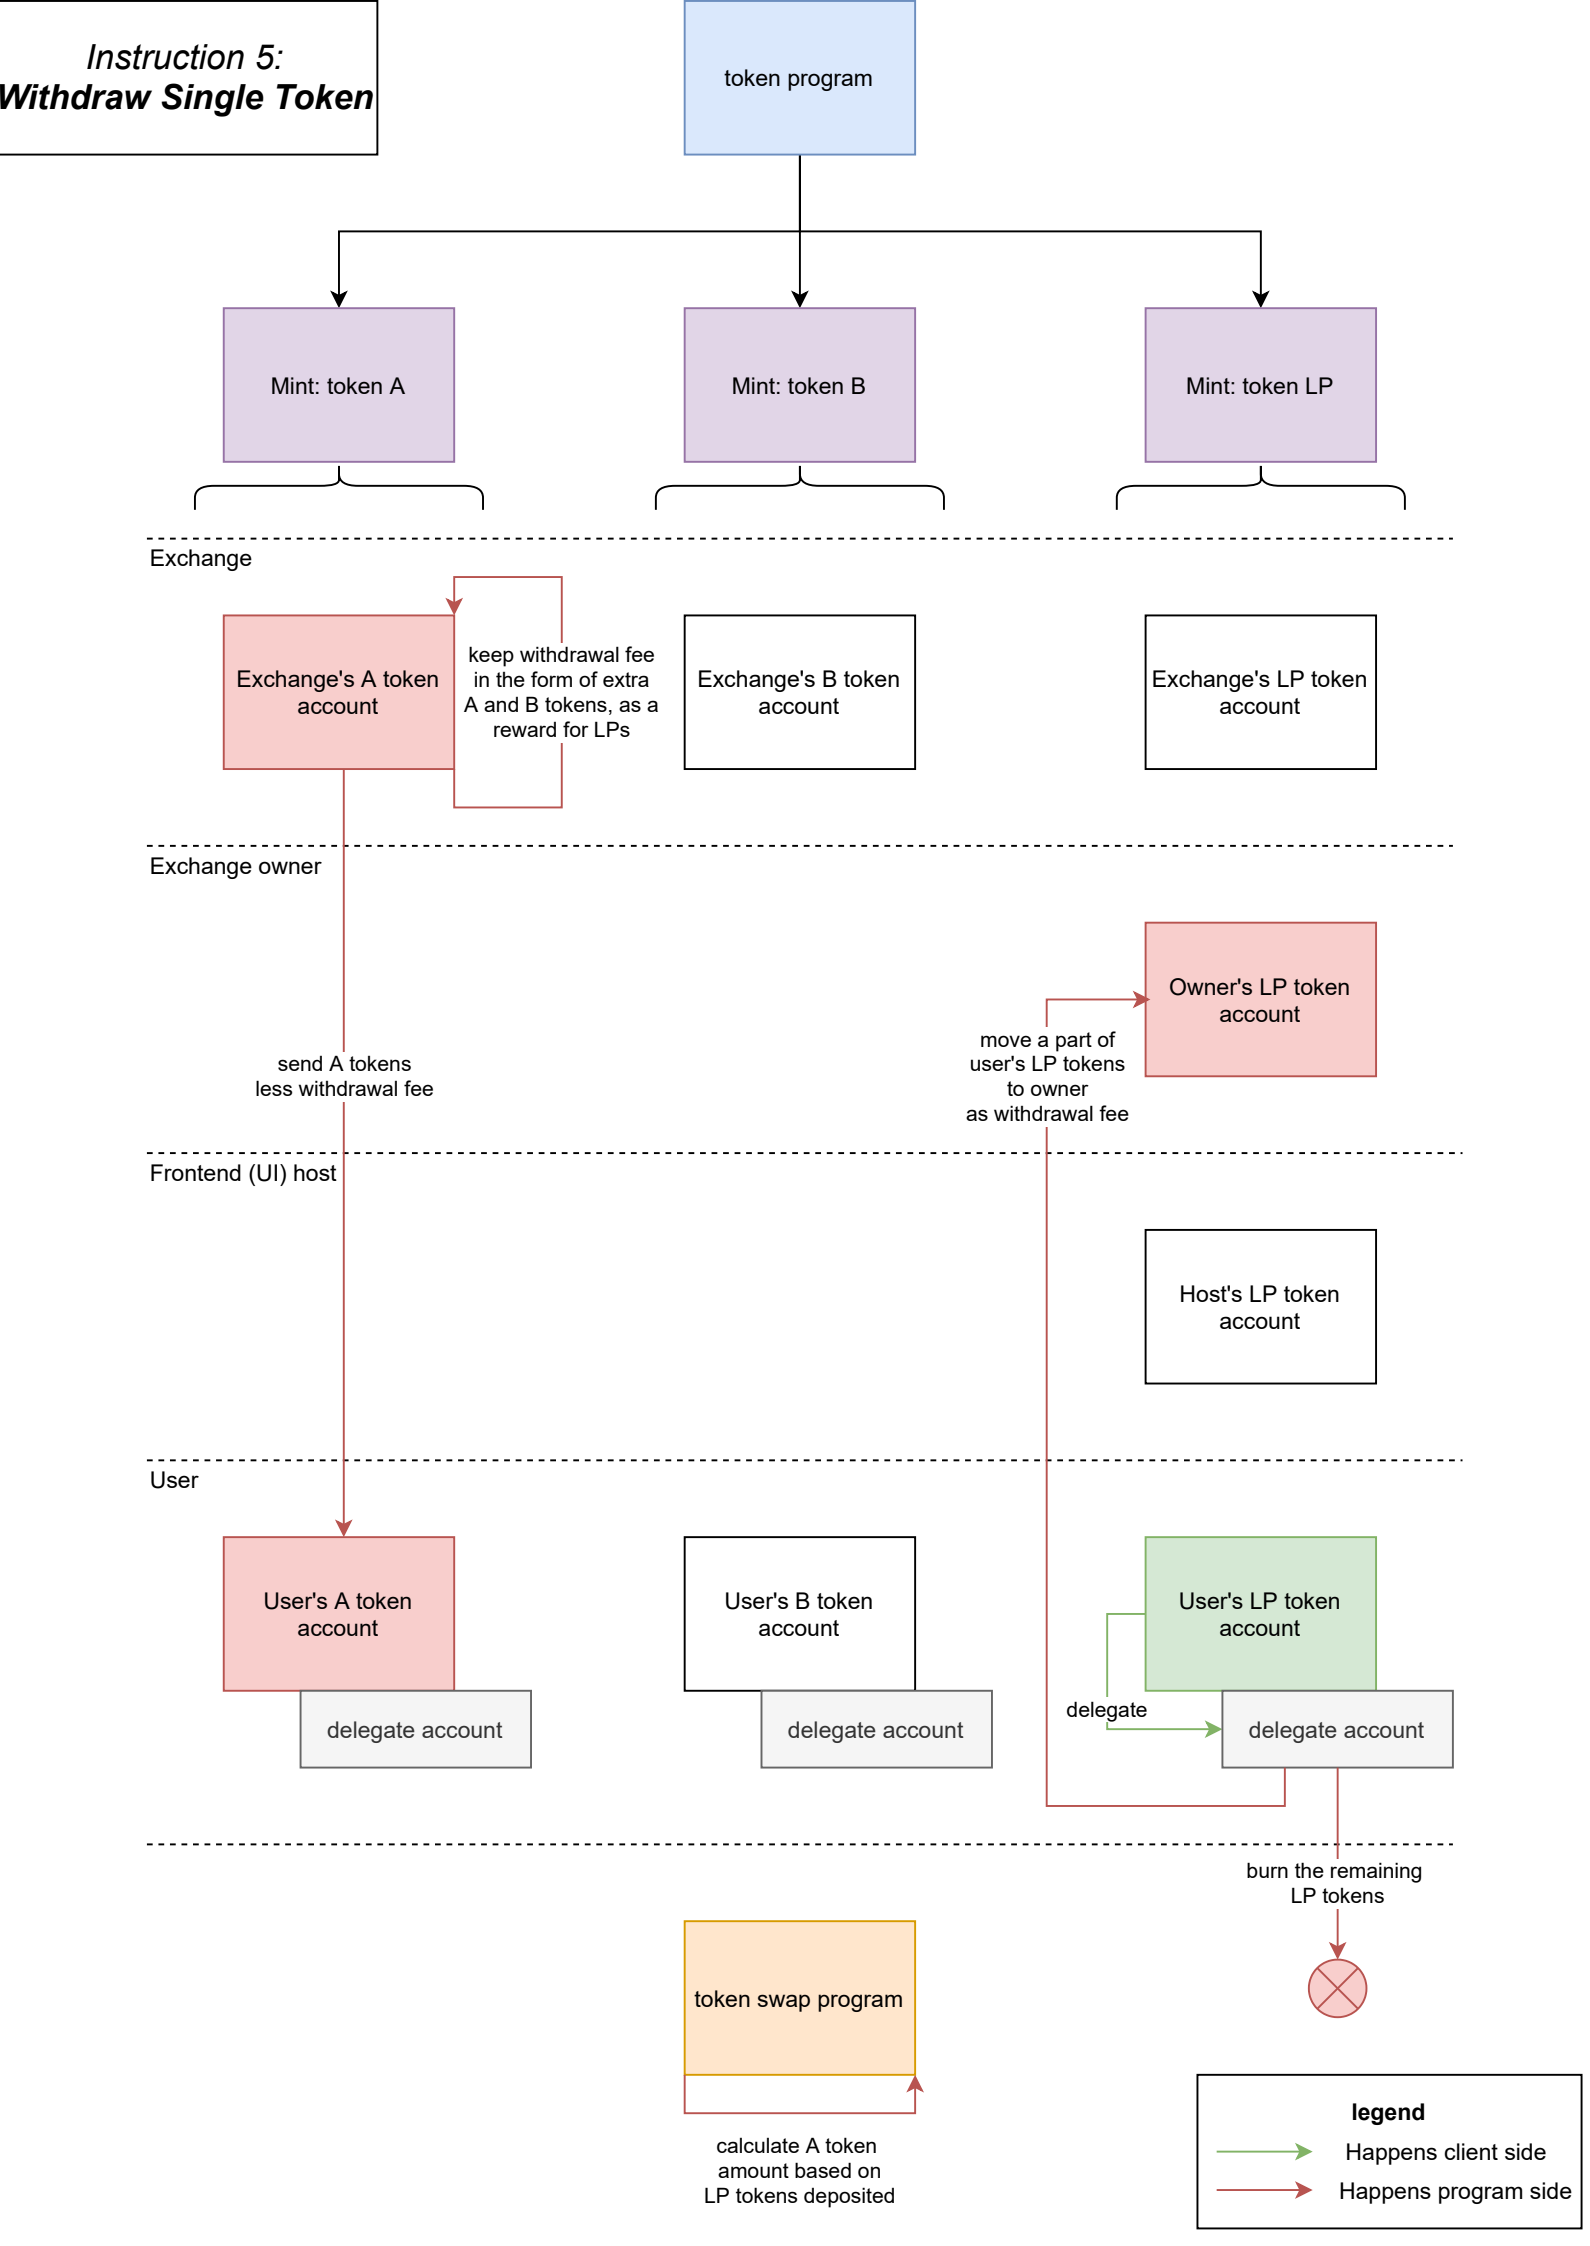 Instruction 5:
Withdraw Single Token
token program
Mint: token A
Mint: token B
Mint: token LP
Exchange
Exchange's A token
account
keep withdrawal fee
in the form of extra
A and B tokens, as a
reward for LPs
Exchange's B token
account
Exchange's LP token
account
Exchange owner
Owner's LP token
account
send A tokens
less withdrawal fee
move a part of
user's LP tokens
to owner
as withdrawal fee
Frontend (UI) host
Host's LP token
account
User
User's A token
account
User's B token
account
User's LP token
account
delegate
delegate account
delegate account
delegate account
burn the remaining
LP tokens
token swap program
calculate A token
amount based on
LP tokens deposited
legend
Happens client side
Happens program side